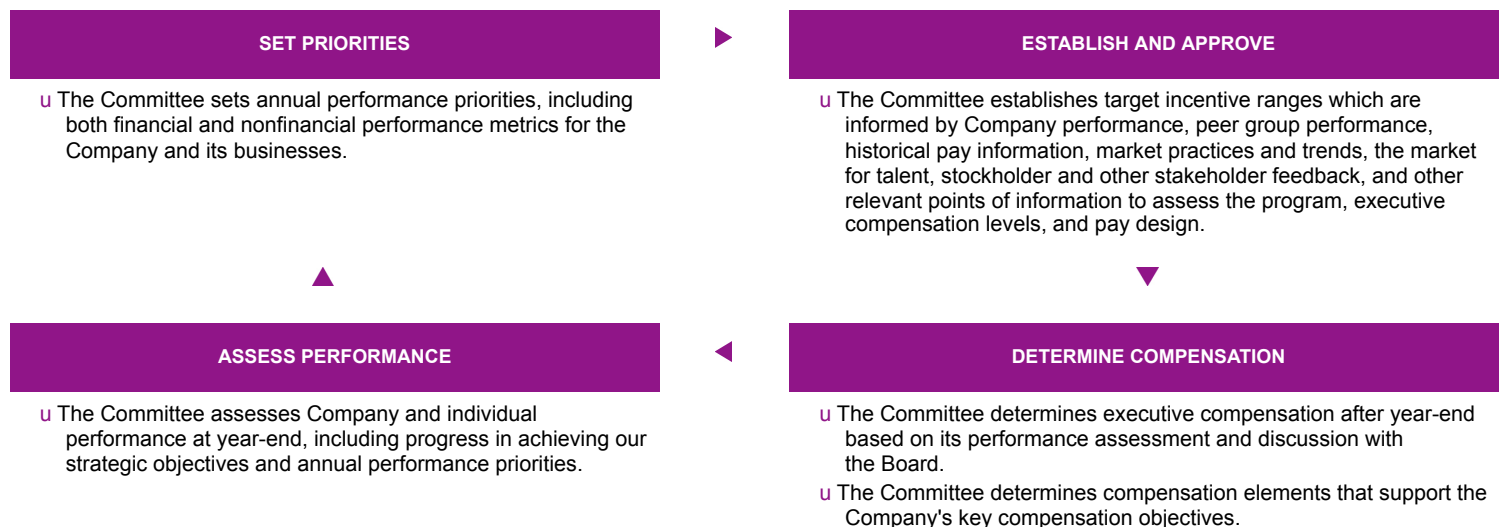 SET PRIORITIES
u The Committee sets annual performance priorities, including
both financial and nonfinancial performance metrics for the
Company and its businesses.
ESTABLISH AND APPROVE
u The Committee establishes target incentive ranges which are
informed by Company performance, peer group performance,
historical pay information, market practices and trends, the market
for talent, stockholder and other stakeholder feedback, and other
relevant points of information to assess the program, executive
compensation levels, and pay design.
ASSESS PERFORMANCE
u The Committee assesses Company and individual
performance at year-end, including progress in achieving our
strategic objectives and annual performance priorities.
DETERMINE COMPENSATION
u The Committee determines executive compensation after year-end
based on its performance assessment and discussion with
the Board.
u The Committee determines compensation elements that support the
Company's key compensation objectives.